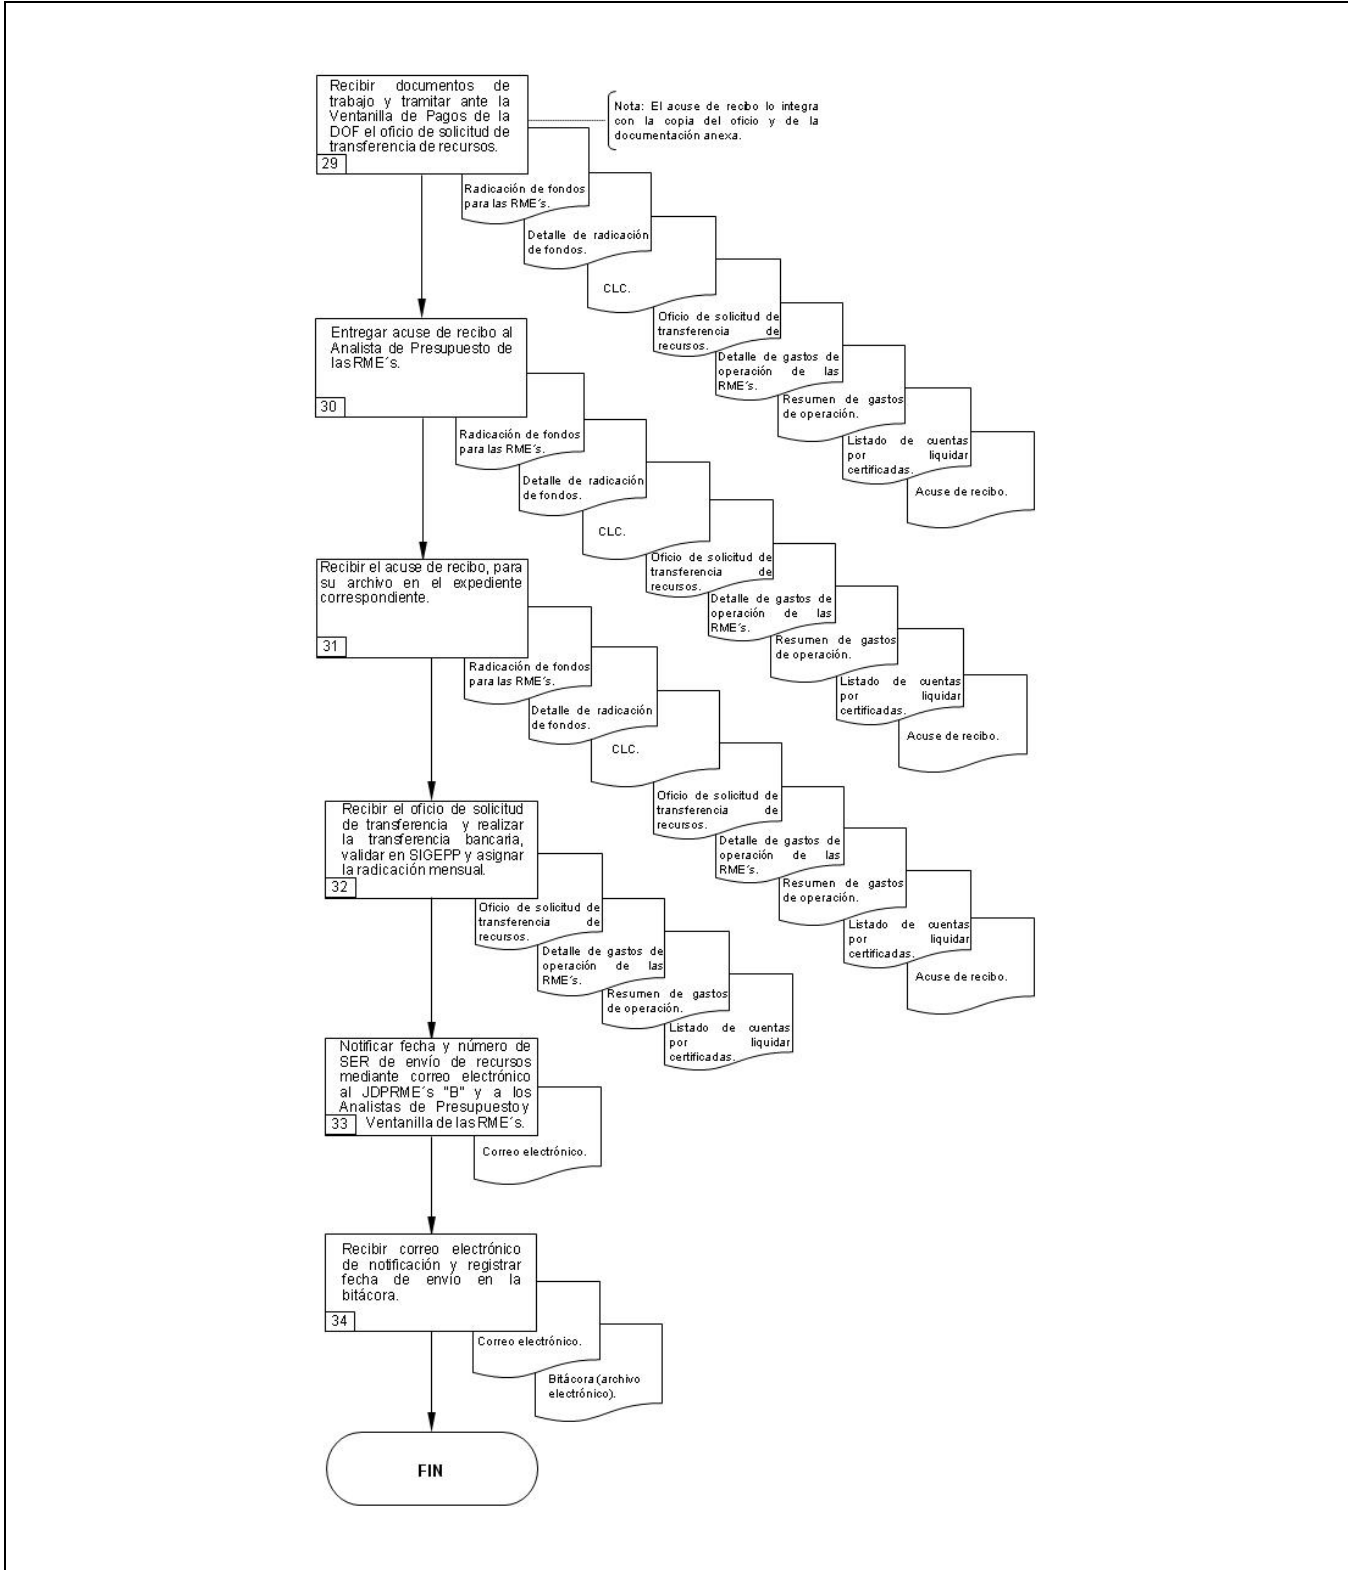 Recibir documentos de
trabajo y tramitar ante la
Ventanilla de Pagos de la
DOF el oficio de solicitud de
transferencia de recursos.
29
Nota: El acuse de recibo lo integra
con la copia del oficio y de la
documentación anexa.
Radicación de fondos
para las RME´s.
Detalle de radicación
de fondos.
CLC.
Oficio de solicitud de
transferencia de
recursos.
Detalle de gastos de
operación de las
RME´s.
Resumen de gastos
de operación.
Listado de cuentas
por liquidar
certificadas.
Acuse de recibo.
Entregar acuse de recibo al
Analista de Presupuesto de
las RME´s.
30
Radicación de fondos
para las RME´s.
Detalle de radicación
de fondos.
CLC.
Oficio de solicitud de
transferencia de
recursos.
Detalle de gastos de
operación de las
RME´s.
Resumen de gastos
de operación.
Listado de cuentas
por liquidar
certificadas.
Acuse de recibo.
Recibir el acuse de recibo, para
su archivo en el expediente
correspondiente.
31
Radicación de fondos
para las RME´s.
Detalle de radicación
de fondos.
CLC.
Oficio de solicitud de
transferencia de
recursos.
Detalle de gastos de
operación de las
RME´s.
Resumen de gastos
de operación.
Listado de cuentas
por liquidar
certificadas.
Acuse de recibo.
Recibir el oficio de solicitud
de transferencia y realizar
la transferencia bancaria,
validar en SIGEPP y asignar
la radicación mensual.
32
Oficio de solicitud de
transferencia de
recursos.
Detalle de gastos de
operación de las
RME´s.
Resumen de gastos
de operación.
Listado de cuentas
por liquidar
certificadas.
Notificar fecha y número de
SER de envío de recursos
mediante correo electrónico
al JDPRME´s "B" y a los
Analistas de Presupuesto y
Ventanilla de las RME´s.
33
Correo electrónico.
Recibir correo electrónico
de notificación y registrar
fecha de envío en la
bitácora.
34
Correo electrónico.
Bitácora (archivo
electrónico).
FIN